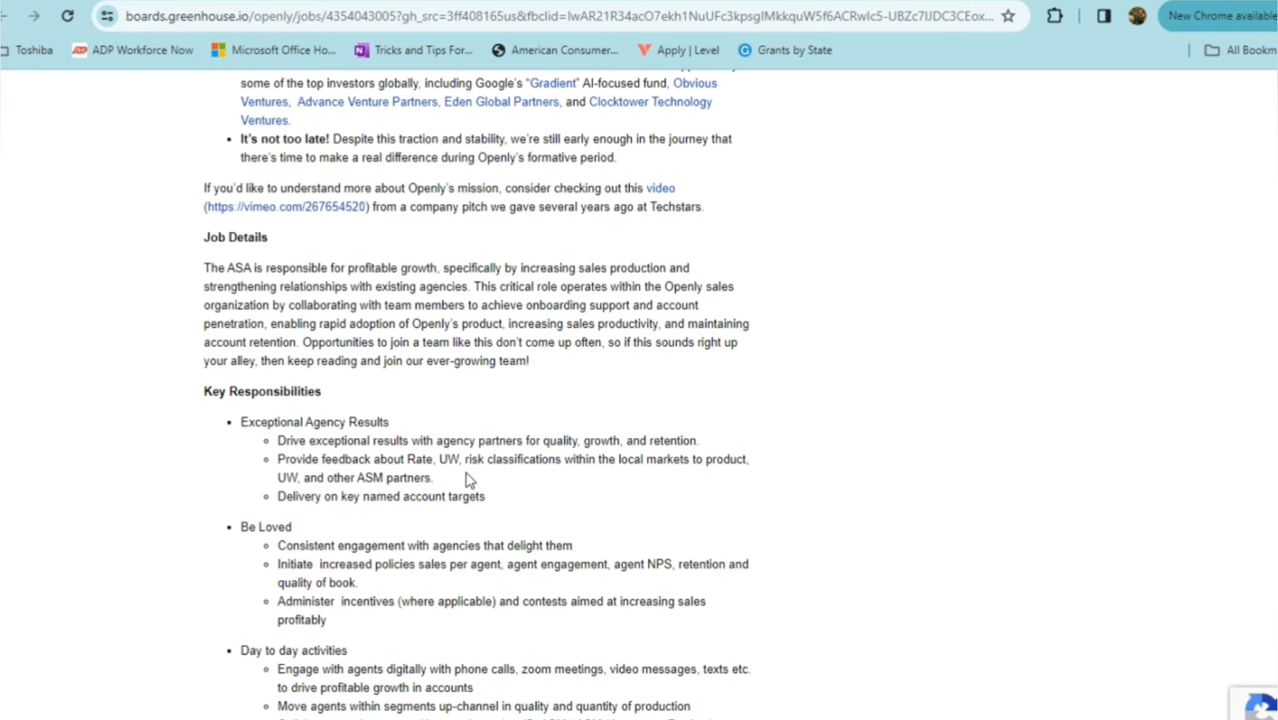 boards.greenhouse.io/openly/jobs/4354043005?gh_src=3ff408165us&fbclid=
New Chrome available
Toshiba ADP Workforce Now Microsoft Office Ho... Tricks and Tips For... American Consumer... Apply | Level Grants by State All Bookm
some of the top investors globally, including Google's "Gradient" AI-focused fund, Obvious
Ventures, Advance Venture Partners, Eden Global Partners, and Clocktower Technology
Ventures.
• It's not too late! Despite this traction and stability, we're still early enough in the journey that
there's time to make a real difference during Openly's formative period.
If you'd like to understand more about Openly's mission, consider checking out this video
(https://vimeo.com/267654520) from a company pitch we gave several years ago at Techstars.
Job Details
The ASA is responsible for profitable growth, specifically by increasing sales production and
strengthening relationships with existing agencies. This critical role operates within the Openly sales
organization by collaborating with team members to achieve onboarding support and account
penetration, enabling rapid adoption of Openly's product, increasing sales productivity, and maintaining
account retention. Opportunities to join a team like this don't come up often, so if this sounds right up
your alley, then keep reading and join our ever-growing team!
Key Responsibilities
• Exceptional Agency Results
◦ Drive exceptional results with agency partners for quality, growth, and retention.
◦ Provide feedback about Rate, UW, risk classifications within the local markets to product,
UW, and other ASM partners.
◦ Delivery on key named account targets
• Be Loved
◦ Consistent engagement with agencies that delight them
◦ Initiate increased policies sales per agent, agent engagement, agent NPS, retention and
quality of book.
◦ Administer incentives (where applicable) and contests aimed at increasing sales
profitably
• Day to day activities
◦ Engage with agents digitally with phone calls, zoom meetings, video messages, texts etc.
to drive profitable growth in accounts
◦ Move agents within segments up-channel in quality and quantity of production